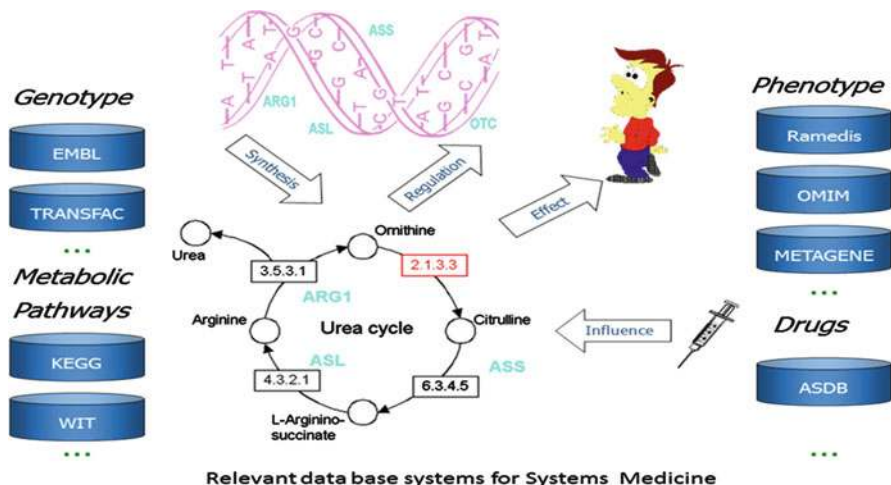 Genotype
EMBL
TRANSFAC
...
Metabolic
Pathways
KEGG
WIT
...
A T A T A T G G C C G T C A G T T G C C A C G T G
ASS
ARG1
ASL
OTC
Synthesis
Regulation
Effect
Urea
Ornithine
3.5.3.1
2.1.3.3
ARG1
Arginine
Urea cycle
Citrulline
ASL
ASS
4.3.2.1
6.3.4.5
L-Arginino-
succinate
Influence
Phenotype
Ramedis
OMIM
METAGENE
...
Drugs
ASDB
...
Relevant data base systems for Systems Medicine